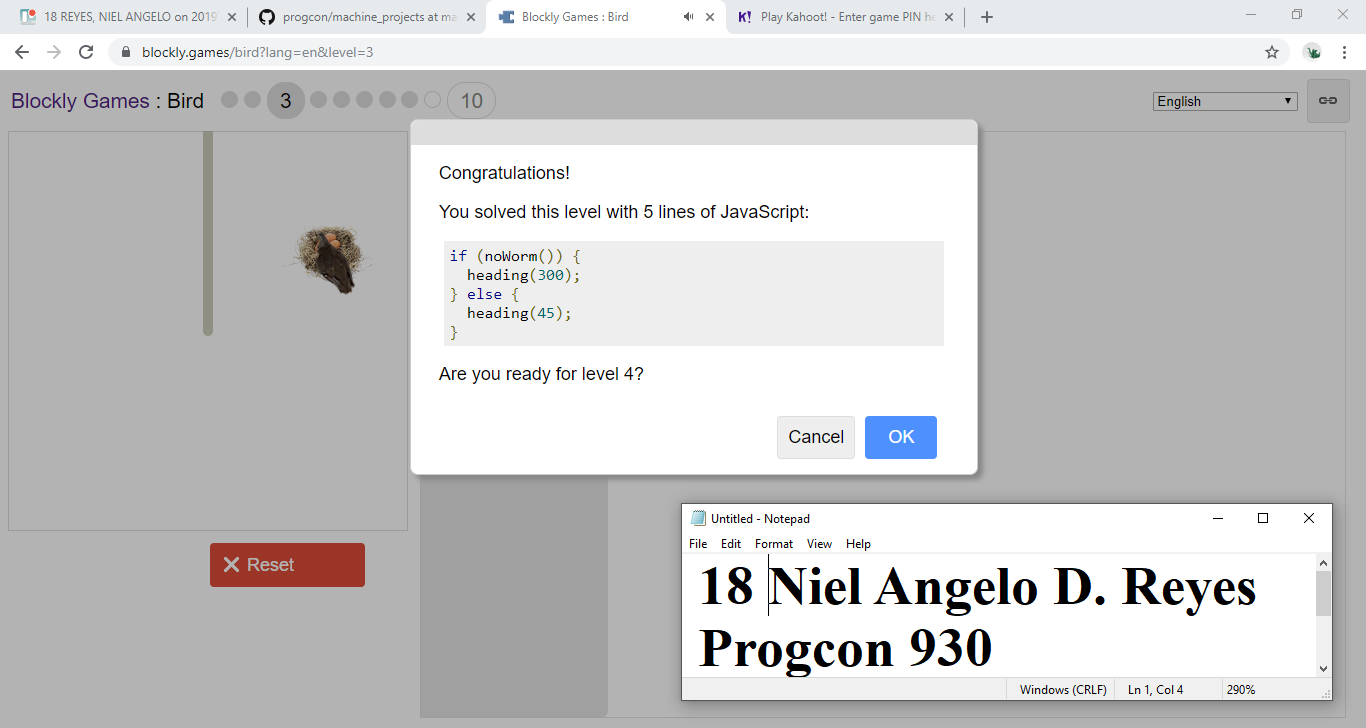 18 REYES, NIEL ANGELO on 2019
progcon/machine_projects at ma
Blockly Games : Bird
Play Kahoot! - Enter game PIN he
blockly.games/bird?lang=en&level=3
Blockly Games : Bird
3
10
English
Congratulations!
You solved this level with 5 lines of JavaScript:
if (noWorm()) {
  heading(300);
} else {
  heading(45);
}
Are you ready for level 4?
Cancel
OK
Reset
Untitled - Notepad
File Edit Format View Help
18 Niel Angelo D. Reyes
Progcon 930
Windows (CRLF) Ln 1, Col 4 290%